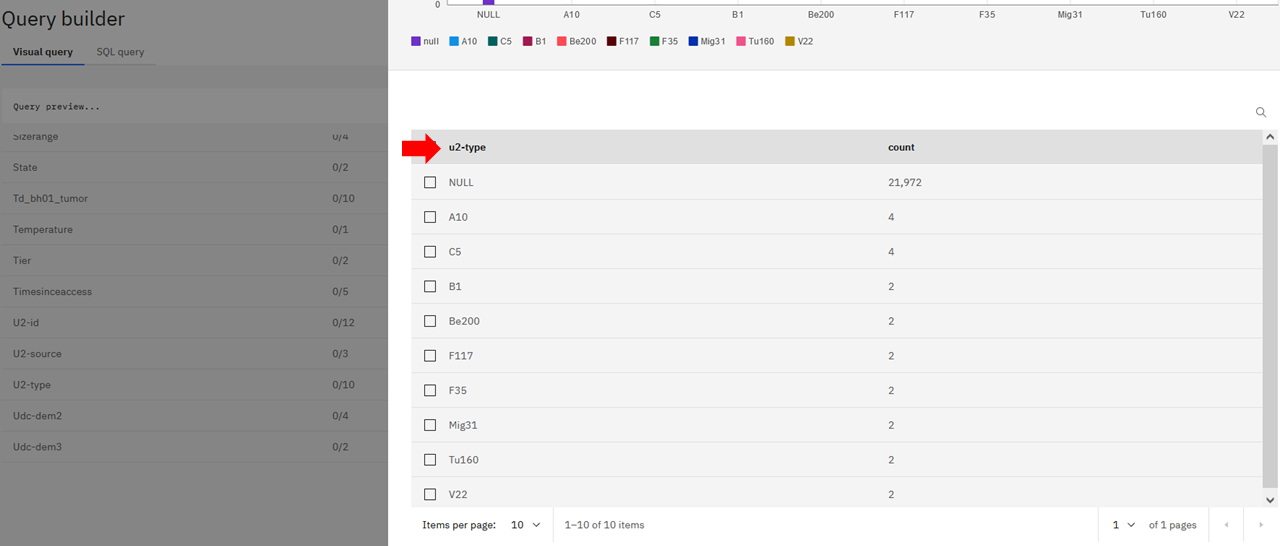 Query builder
Visual query SQL query
Query preview...
Sizerange 0/4
State 0/2
Td_bh01_tumor 0/10
Temperature 0/1
Tier 0/2
Timesinceaccess 0/5
U2-id 0/12
U2-source 0/3
U2-type 0/10
Udc-dem2 0/4
Udc-dem3 0/2
0
NULL A10 C5 B1 Be200 F117 F35 Mig31 Tu160 V22
null A10 C5 B1 Be200 F117 F35 Mig31 Tu160 V22
u2-type count
NULL 21,972
A10 4
C5 4
B1 2
Be200 2
F117 2
F35 2
Mig31 2
Tu160 2
V22 2
Items per page: 10 1–10 of 10 items 1 of 1 pages